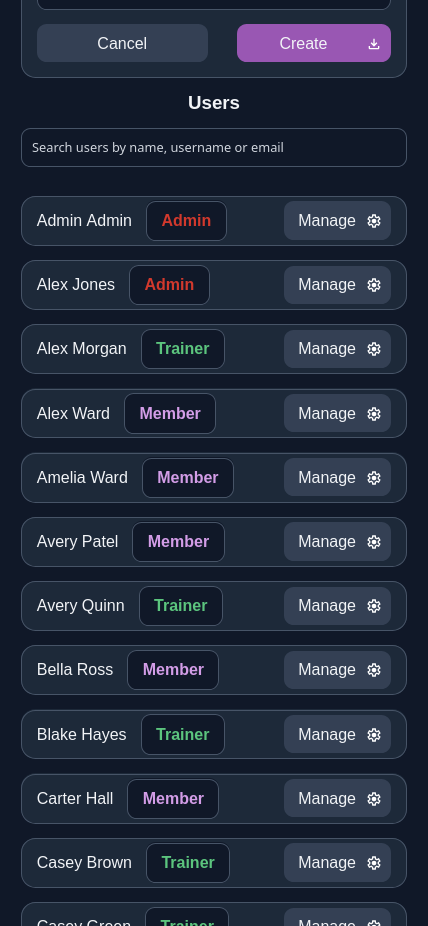 Cancel Create
Users
Search users by name, username or email
Admin Admin Admin Manage
Alex Jones Admin Manage
Alex Morgan Trainer Manage
Alex Ward Member Manage
Amelia Ward Member Manage
Avery Patel Member Manage
Avery Quinn Trainer Manage
Bella Ross Member Manage
Blake Hayes Trainer Manage
Carter Hall Member Manage
Casey Brown Trainer Manage
Casey Green Trainer Manage